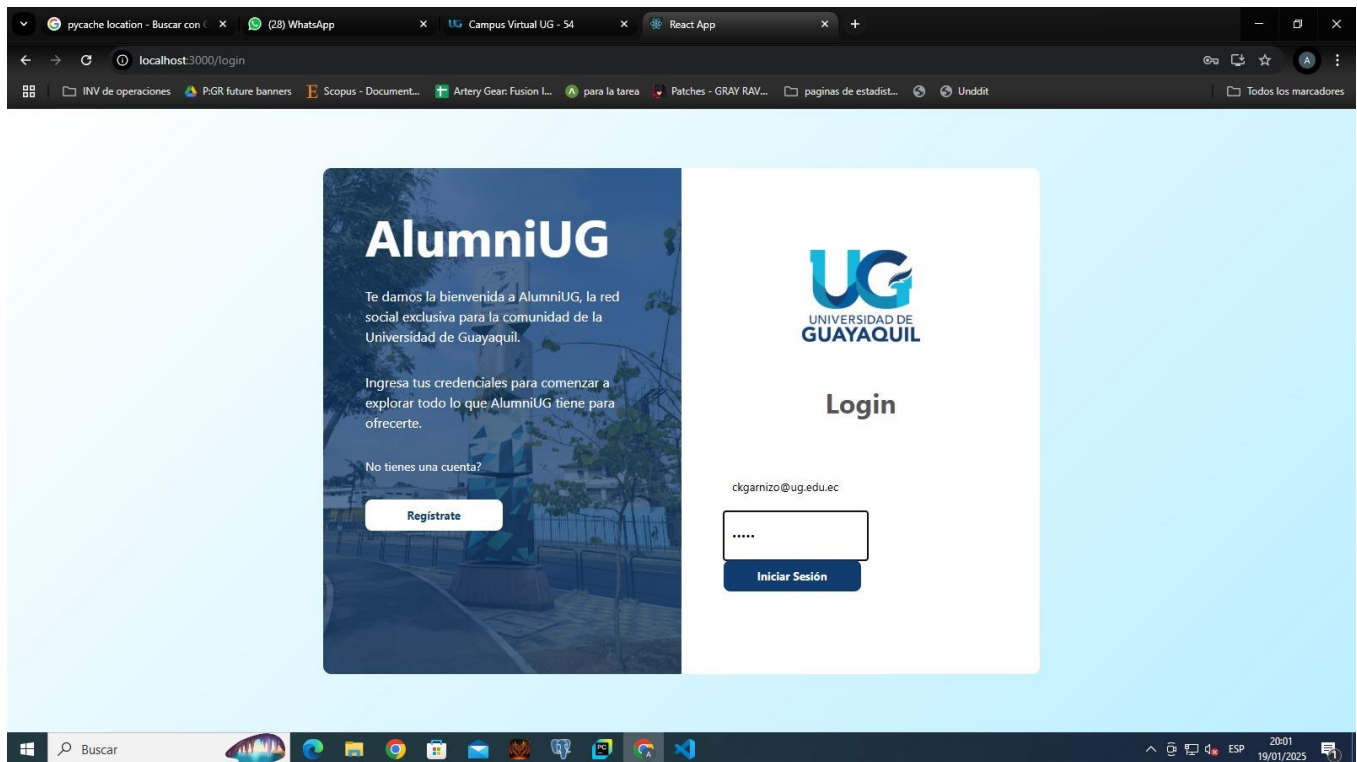 pycache location - Buscar con
(28) WhatsApp
Campus Virtual UG - 54
React App
localhost:3000/login
A
INV de operaciones
P:GR future banners
Scopus - Document...
Artery Gear: Fusion I...
para la tarea
Patches - GRAY RAV...
paginas de estadist...
Unddit
Todos los marcadores
AlumniUG
Te damos la bienvenida a AlumniUG, la red
social exclusiva para la comunidad de la
Universidad de Guayaquil.
Ingresa tus credenciales para comenzar a
explorar todo lo que AlumniUG tiene para
ofrecerte.
No tienes una cuenta?
Regístrate
UG
UNIVERSIDAD DE
GUAYAQUIL
Login
ckgarnizo@ug.edu.ec
•••••
Iniciar Sesión
Buscar
ESP
20:01
19/01/2025